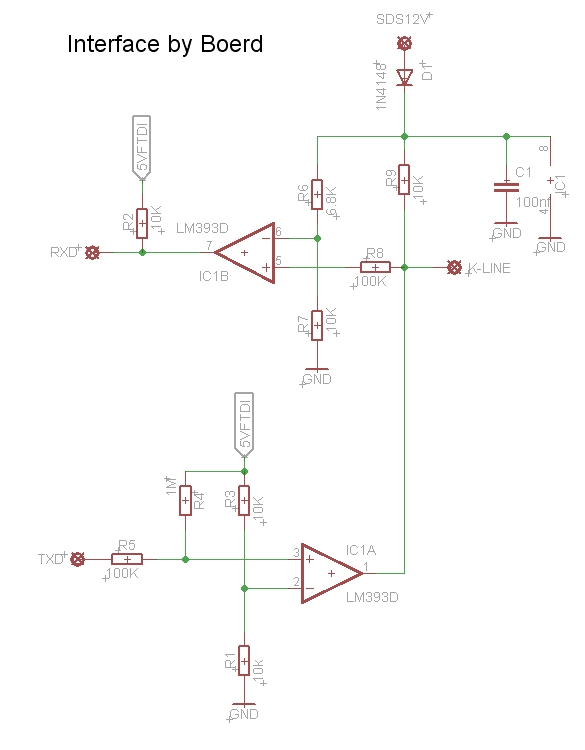 SDS12V
Interface by Boerd
1N4148
D1
5VFTDI
R2
10K
RXD
LM393D
7
6
5
IC1B
R6
6.8K
R9
10K
C1
100nf
GND
8
4
IC1
GND
R8
100K
K-LINE
R7
10K
GND
5VFTDI
1M
R4
R3
10K
TXD
R5
100K
3
2
1
IC1A
LM393D
R1
10k
GND